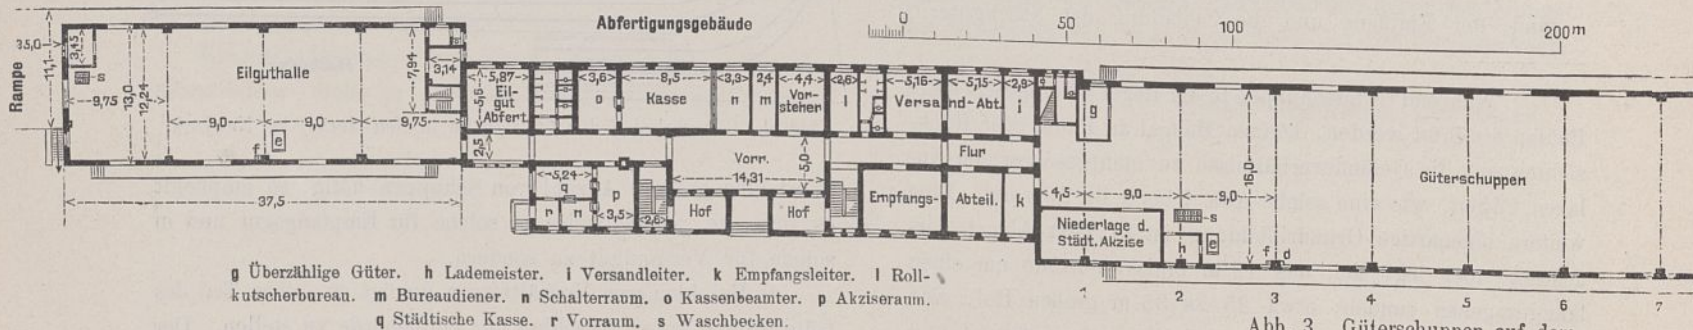 Abfertigungsgebäude
0 50 100 200 m
Rampe
35,0
11,1
3,15
s
9,75
13,0
12,24
Eilguthalle
7,94
3,14
9,0 9,0 9,75
f e
37,5
5,87
5,6
Eil-
gut
Abfert.
2,5
3,6
o
8,5
Kasse
3,3
n
2,4
m
4,4
Vor-
steher
2,6
l
5,16 5,15
Versand-Abt.
2,9
i
g
Vorr.
14,31
5,0
Flur
5,24
q
r n
p
3,5
2,6
Hof Hof
Empfangs- Abteil. k
4,5 9,0 9,0
16,0
Niederlage d.
Städt. Akzise
s
h e
f d
Güterschuppen
1 2 3 4 5 6 7
g Überzählige Güter. h Lademeister. i Versandleiter. k Empfangsleiter. l Roll-
kutscherbureau. m Bureaudiener. n Schalterraum. o Kassenbeamter. p Akziseraum.
q Städtische Kasse. r Vorraum. s Waschbecken.
Abb. 3. Güterschuppen auf dem